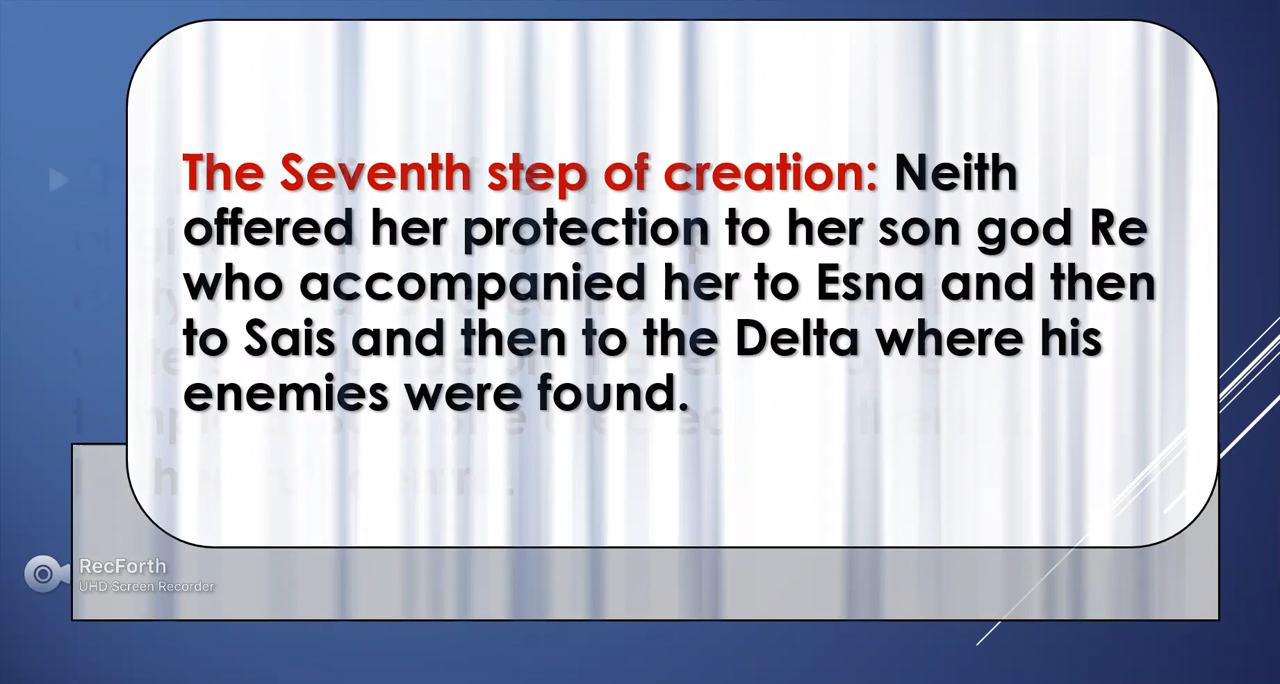 The Seventh step of creation: Neith
offered her protection to her son god Re
who accompanied her to Esna and then
to Sais and then to the Delta where his
enemies were found.
RecForth
UHD Screen Recorder